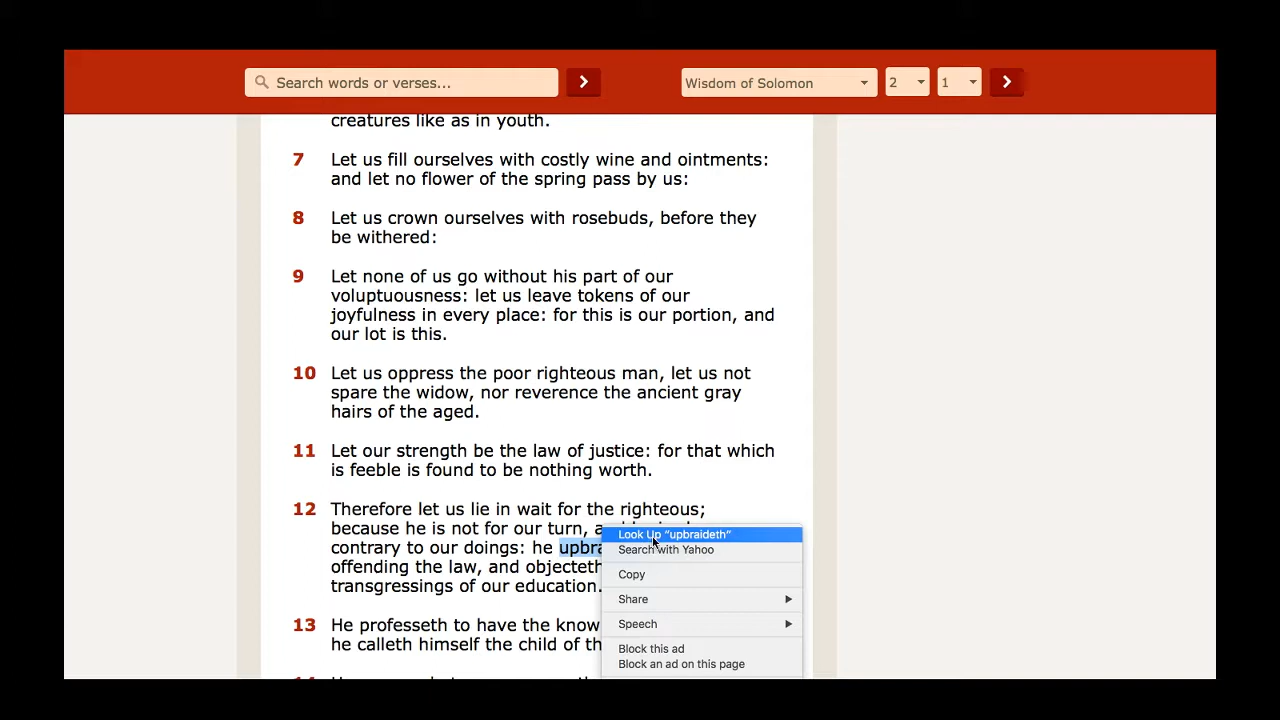 Search words or verses...
Wisdom of Solomon
2
1
creatures like as in youth.
7 Let us fill ourselves with costly wine and ointments:
and let no flower of the spring pass by us:
8 Let us crown ourselves with rosebuds, before they
be withered:
9 Let none of us go without his part of our
voluptuousness: let us leave tokens of our
joyfulness in every place: for this is our portion, and
our lot is this.
10 Let us oppress the poor righteous man, let us not
spare the widow, nor reverence the ancient gray
hairs of the aged.
11 Let our strength be the law of justice: for that which
is feeble is found to be nothing worth.
12 Therefore let us lie in wait for the righteous;
because he is not for our turn,
contrary to our doings: he
offending the law, and objecteth
transgressings of our education.
13 He professeth to have the
he calleth himself the child of
Look Up "upbraideth"
Search with Yahoo
Copy
Share
Speech
Block this ad
Block an ad on this page